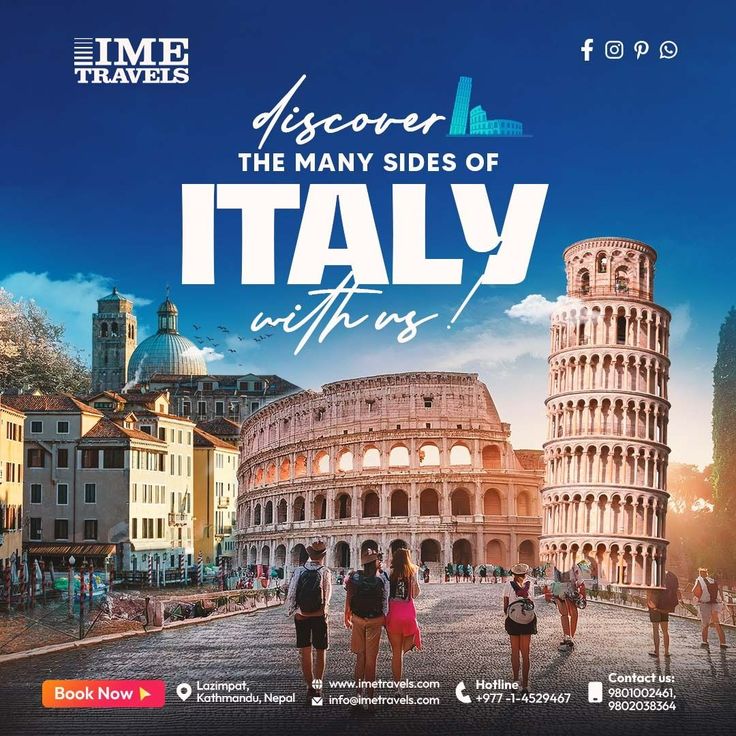 IME
TRAVELS
discover
THE MANY SIDES OF
ITALY
with us!
Book Now
Lazimpat,
Kathmandu, Nepal
www.imetravels.com
info@imetravels.com
Hotline
+977 -1-4529467
Contact us:
9801002461,
9802038364